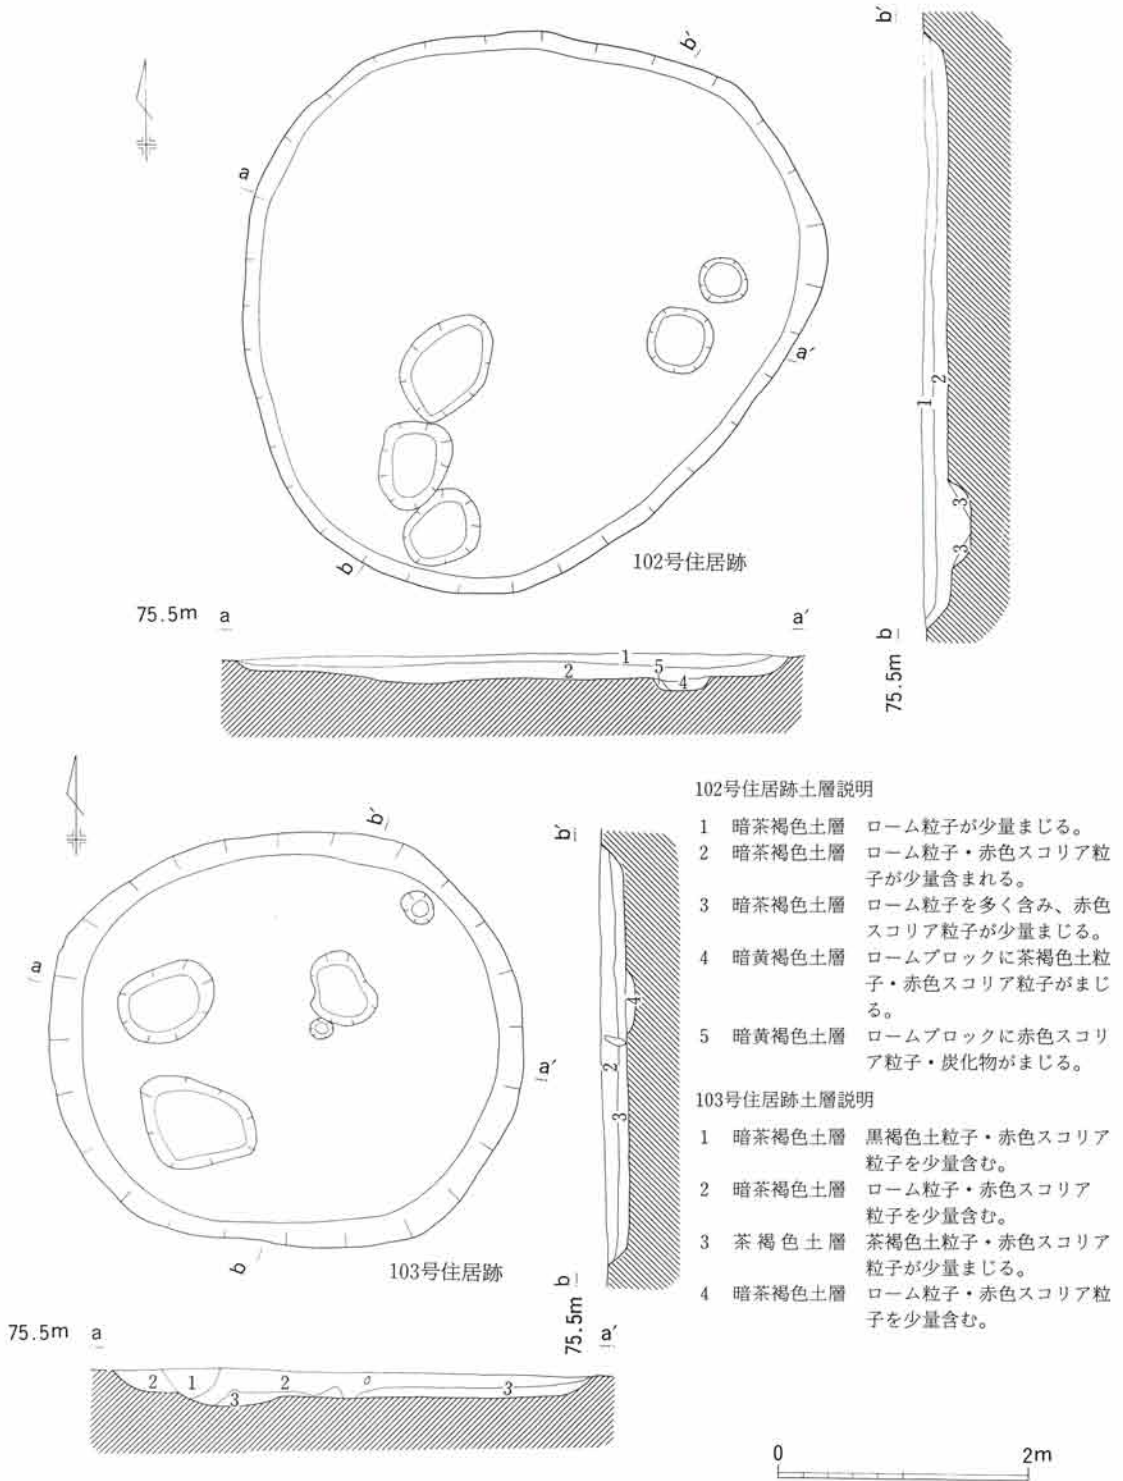 b′
b′
a
a′
1
2
3
3
b
102号住居跡
75.5m a
a′
b
75.5m
1
2
5
4
102号住居跡土層説明
1 暗茶褐色土層 ローム粒子が少量まじる。
2 暗茶褐色土層 ローム粒子・赤色スコリア粒
子が少量含まれる。
3 暗茶褐色土層 ローム粒子を多く含み、赤色
スコリア粒子が少量まじる。
4 暗黄褐色土層 ロームブロックに茶褐色土粒
子・赤色スコリア粒子がまじ
る。
5 暗黄褐色土層 ロームブロックに赤色スコリ
ア粒子・炭化物がまじる。
103号住居跡土層説明
1 暗茶褐色土層 黒褐色土粒子・赤色スコリア
粒子を少量含む。
2 暗茶褐色土層 ローム粒子・赤色スコリア
粒子を少量含む。
3 茶褐色土層 茶褐色土粒子・赤色スコリア
粒子が少量まじる。
4 暗茶褐色土層 ローム粒子・赤色スコリア粒
子を少量含む。
b′
b′
a
a′
4
2
3
b
103号住居跡
b
75.5m
75.5m a
a′
2
1
2
3
3
0 2m